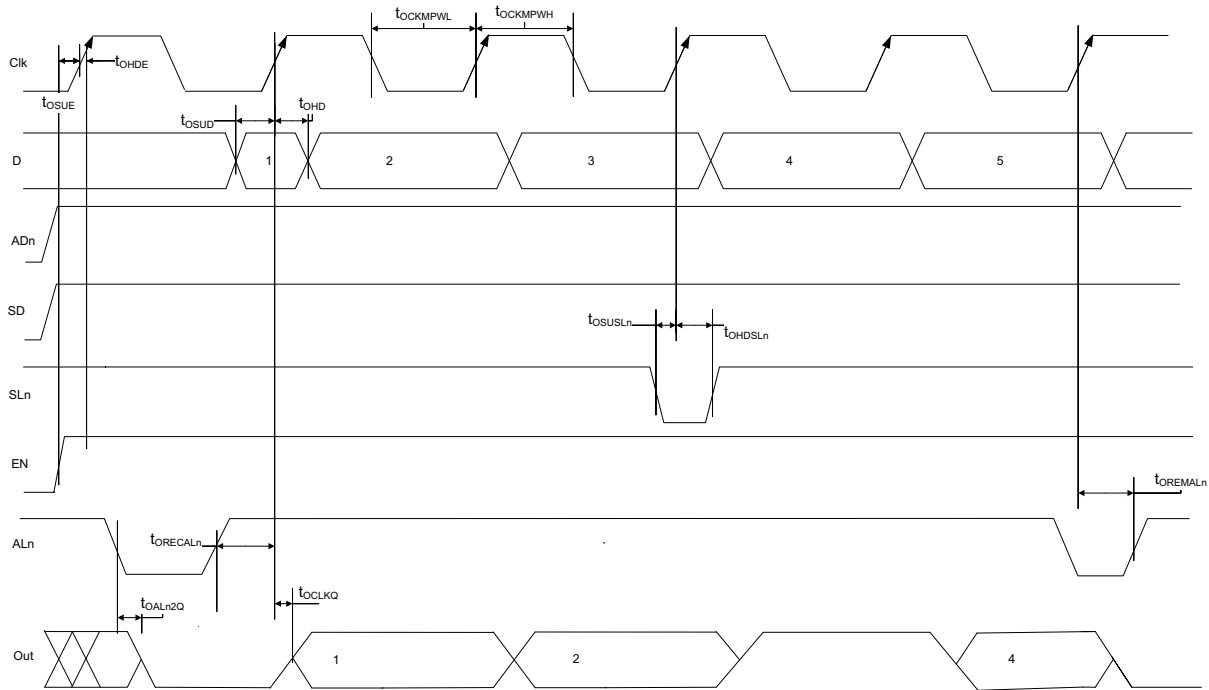 tOCKMPWL tOCKMPWH
Clk
tOHDE
tOSUE
tOSUD
tOHD
D
1 2 3 4 5
ADn
SD
tOSUSLn
tOHDSLn
SLn
EN
tOREMALn
ALn
tORECALn
tOALn2Q
tOCLKQ
Out
1 2 4